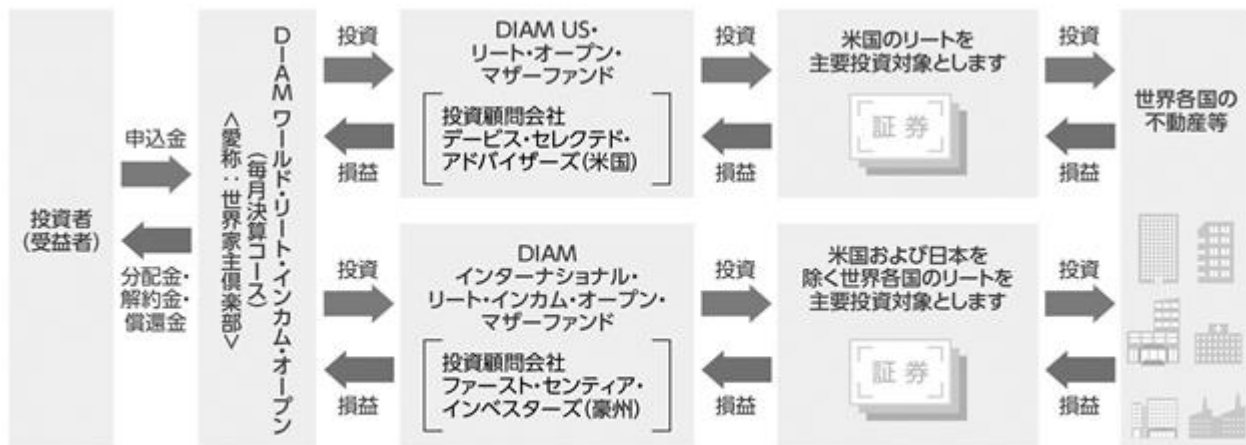 投資者
(受益者)
申込金
分配金・
解約金・
償還金
DIAM ワールド・リート・インカム・オープン
(毎月決算コース)
<愛称:世界家主倶楽部>
投資
損益
投資
損益
DIAM US・
リート・オープン・
マザーファンド
投資顧問会社
デービス・セレクテド・
アドバイザーズ(米国)
投資
損益
米国のリートを
主要投資対象とします
証券
投資
損益
DIAM
インターナショナル・
リート・インカム・オープン・
マザーファンド
投資顧問会社
ファースト・センティア・
インベスターズ(豪州)
投資
損益
米国および日本を
除く世界各国のリートを
主要投資対象とします
証券
投資
損益
世界各国の
不動産等